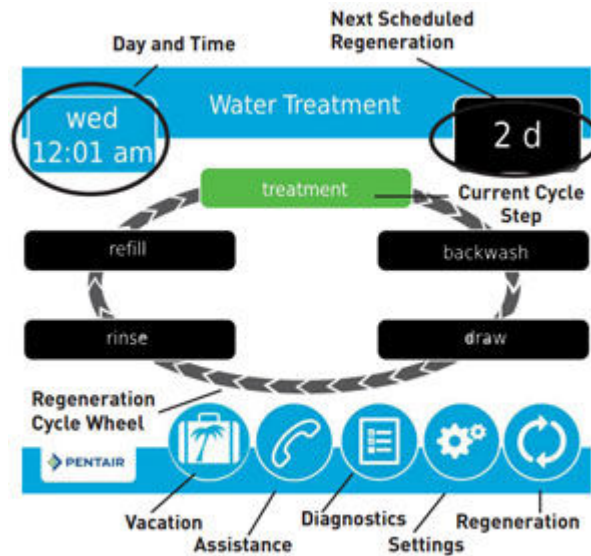 Day and Time
Next Scheduled
Regeneration
wed
12:01 am
Water Treatment
2 d
treatment
Current Cycle
Step
refill
backwash
rinse
draw
Regeneration
Cycle Wheel
PENTAIR
Vacation
Assistance
Diagnostics
Settings
Regeneration